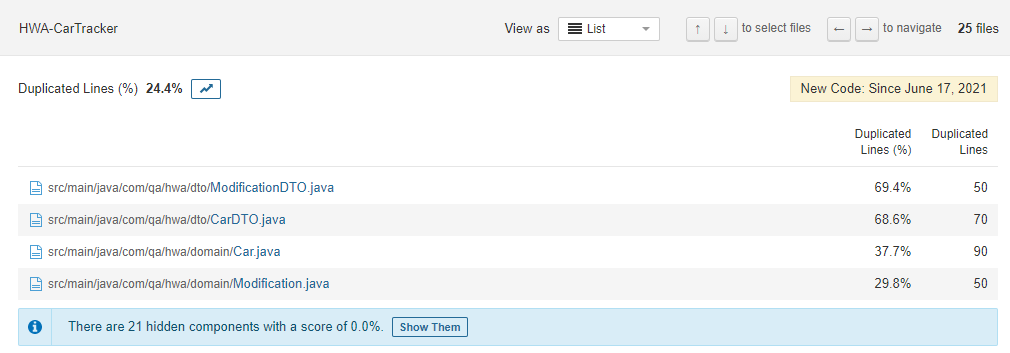 HWA-CarTracker View as List ↑ ↓ to select files ← → to navigate 25 files
Duplicated Lines (%) 24.4% New Code: Since June 17, 2021
Duplicated Lines (%) Duplicated Lines
src/main/java/com/qa/hwa/dto/ModificationDTO.java 69.4% 50
src/main/java/com/qa/hwa/dto/CarDTO.java 68.6% 70
src/main/java/com/qa/hwa/domain/Car.java 37.7% 90
src/main/java/com/qa/hwa/domain/Modification.java 29.8% 50
There are 21 hidden components with a score of 0.0%. Show Them